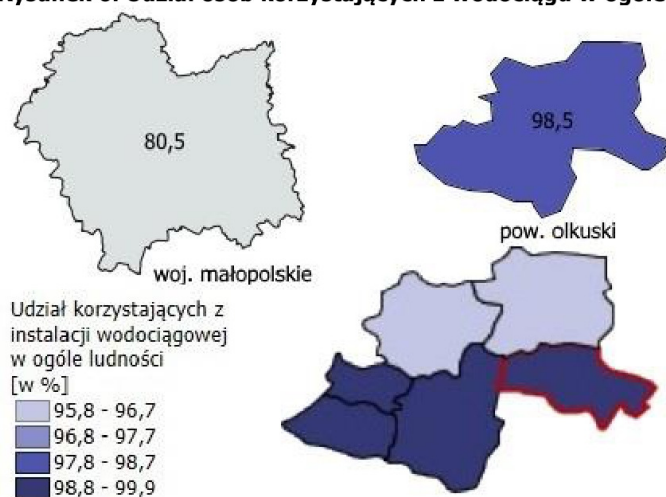 80,5
98,5
woj. małopolskie
pow. olkuski
Udział korzystających z
instalacji wodociągowej
w ogóle ludności
[w %]
95,8 - 96,7
96,8 - 97,7
97,8 - 98,7
98,8 - 99,9